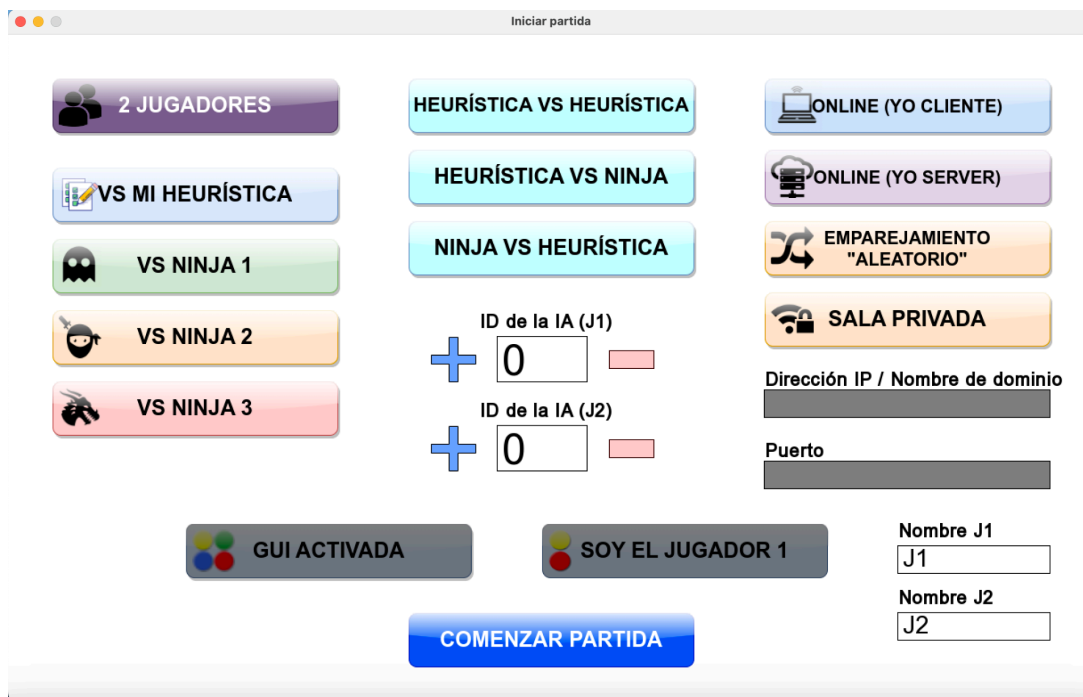 Iniciar partida
2 JUGADORES
VS MI HEURÍSTICA
VS NINJA 1
VS NINJA 2
VS NINJA 3
HEURÍSTICA VS HEURÍSTICA
HEURÍSTICA VS NINJA
NINJA VS HEURÍSTICA
ID de la IA (J1)
0
ID de la IA (J2)
0
ONLINE (YO CLIENTE)
ONLINE (YO SERVER)
EMPAREJAMIENTO
"ALEATORIO"
SALA PRIVADA
Dirección IP / Nombre de dominio
Puerto
GUI ACTIVADA
SOY EL JUGADOR 1
Nombre J1
J1
Nombre J2
J2
COMENZAR PARTIDA